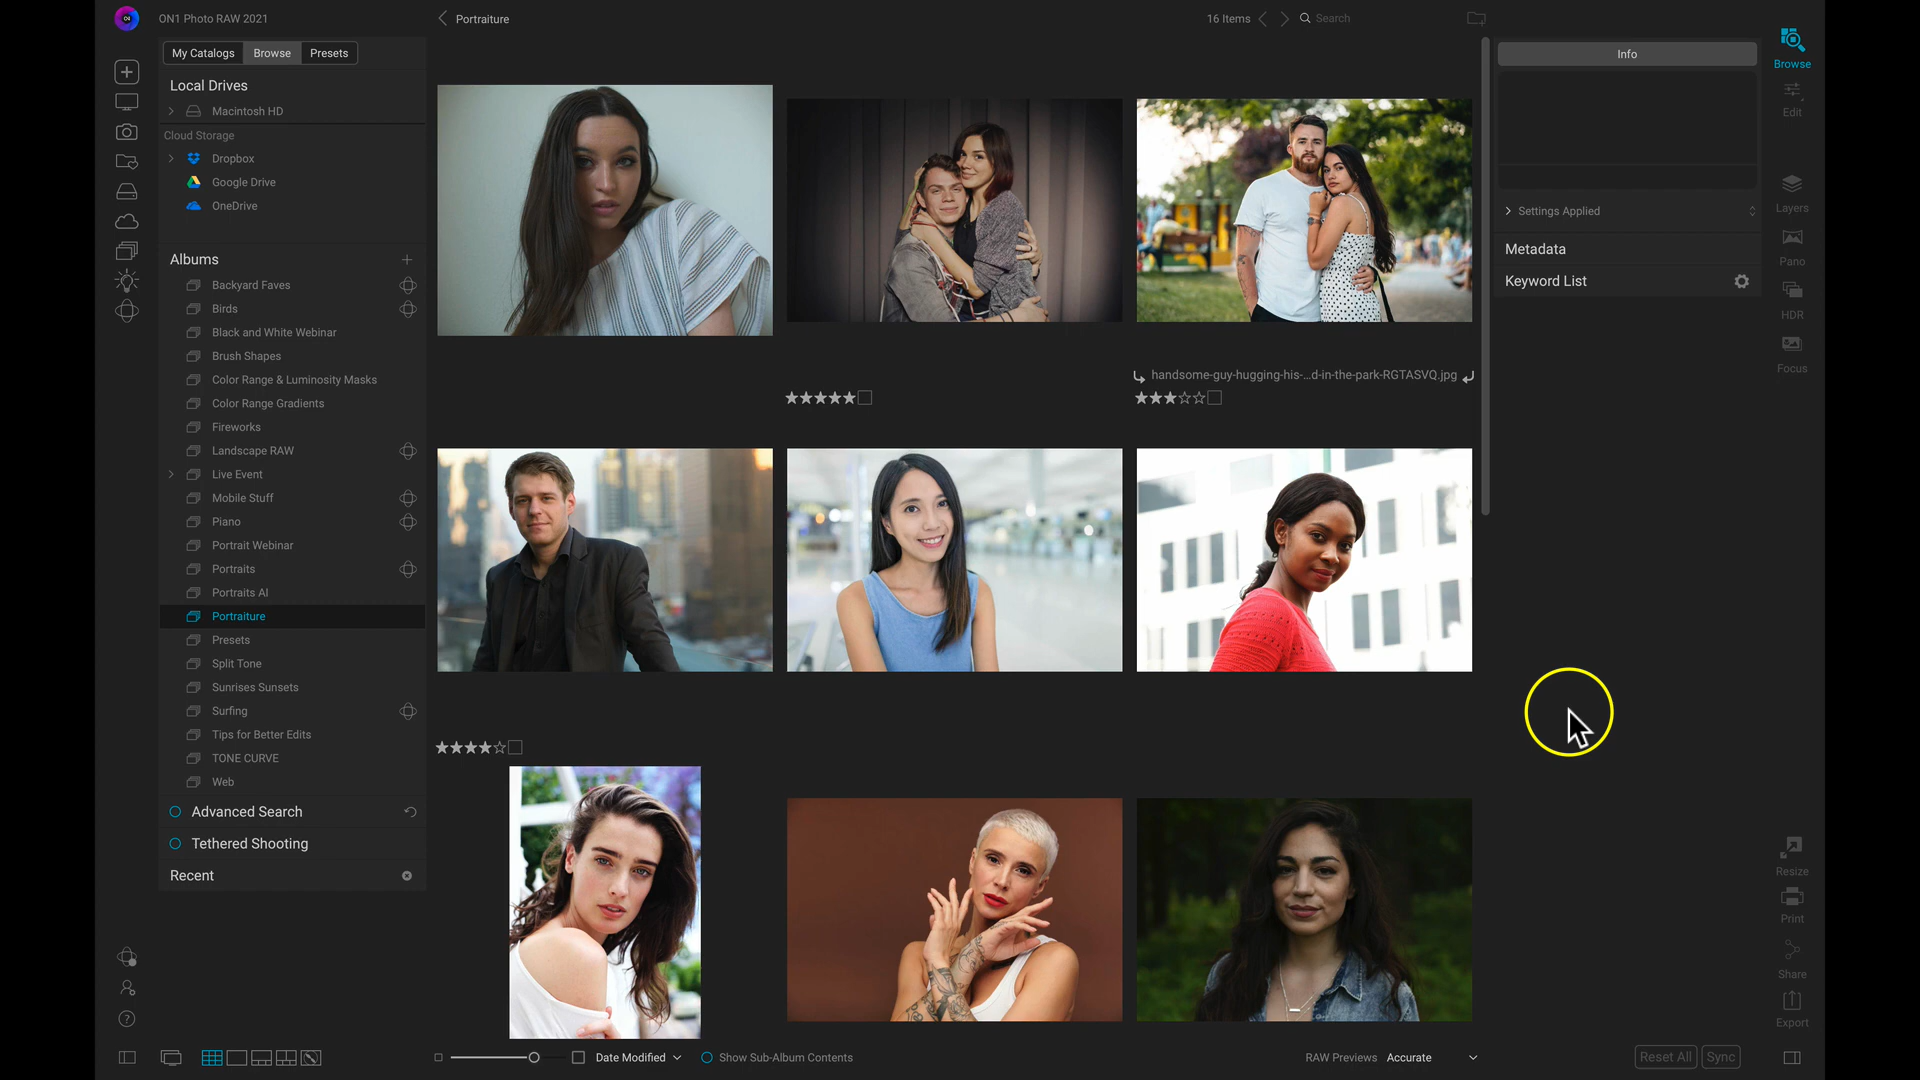 ON1 Photo RAW 2021
Portraiture
16 Items
Search
My Catalogs
Browse
Presets
Local Drives
Macintosh HD
Cloud Storage
Dropbox
Google Drive
OneDrive
Albums
Backyard Faves
Birds
Black and White Webinar
Brush Shapes
Color Range & Luminosity Masks
Color Range Gradients
Fireworks
Landscape RAW
Live Event
Mobile Stuff
Piano
Portrait Webinar
Portraits
Portraits AI
Portraiture
Presets
Split Tone
Sunrises Sunsets
Surfing
Tips for Better Edits
TONE CURVE
Web
Advanced Search
Tethered Shooting
Recent
handsome-guy-hugging-his-...d-in-the-park-RGTASVQ.jpg
Date Modified
Show Sub-Album Contents
RAW Previews Accurate
Info
Settings Applied
Metadata
Keyword List
Reset All
Sync
Browse
Edit
Layers
Pano
HDR
Focus
Resize
Print
Share
Export